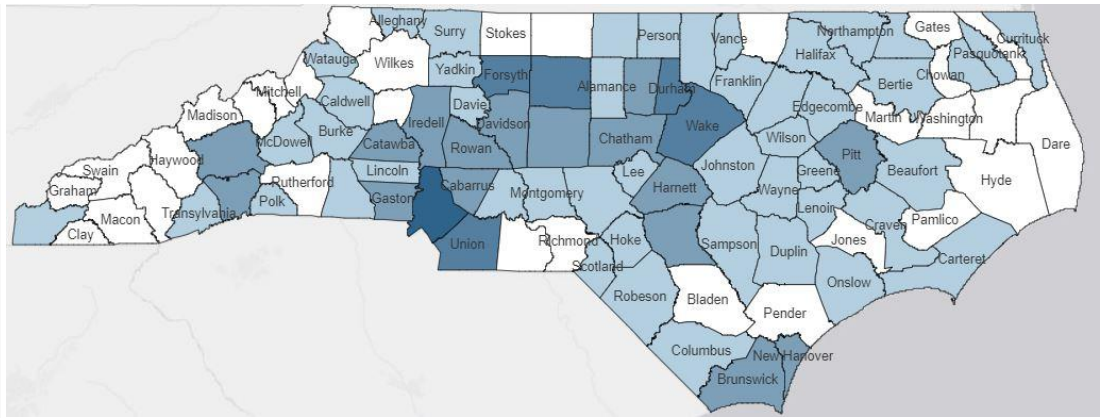 Alleghany
Surry
Stokes
Person
Vance
Northampton
Gates
Currituck
Pasquotank
Watauga
Wilkes
Yadkin
Forsyth
Alamance
Durham
Franklin
Halifax
Bertie
Chowan
Mitchell
Madison
Caldwell
Davie
Iredell
Davidson
Edgecombe
Martin
Washington
Burke
McDowell
Catawba
Rowan
Chatham
Wake
Wilson
Pitt
Dare
Haywood
Swain
Lincoln
Johnston
Greene
Beaufort
Hyde
Graham
Rutherford
Gaston
Cabarrus
Montgomery
Lee
Harnett
Wayne
Lenoir
Macon
Transylvania
Polk
Craven
Pamlico
Clay
Union
Richmond
Hoke
Sampson
Duplin
Jones
Scotland
Carteret
Robeson
Bladen
Onslow
Pender
Columbus
New Hanover
Brunswick